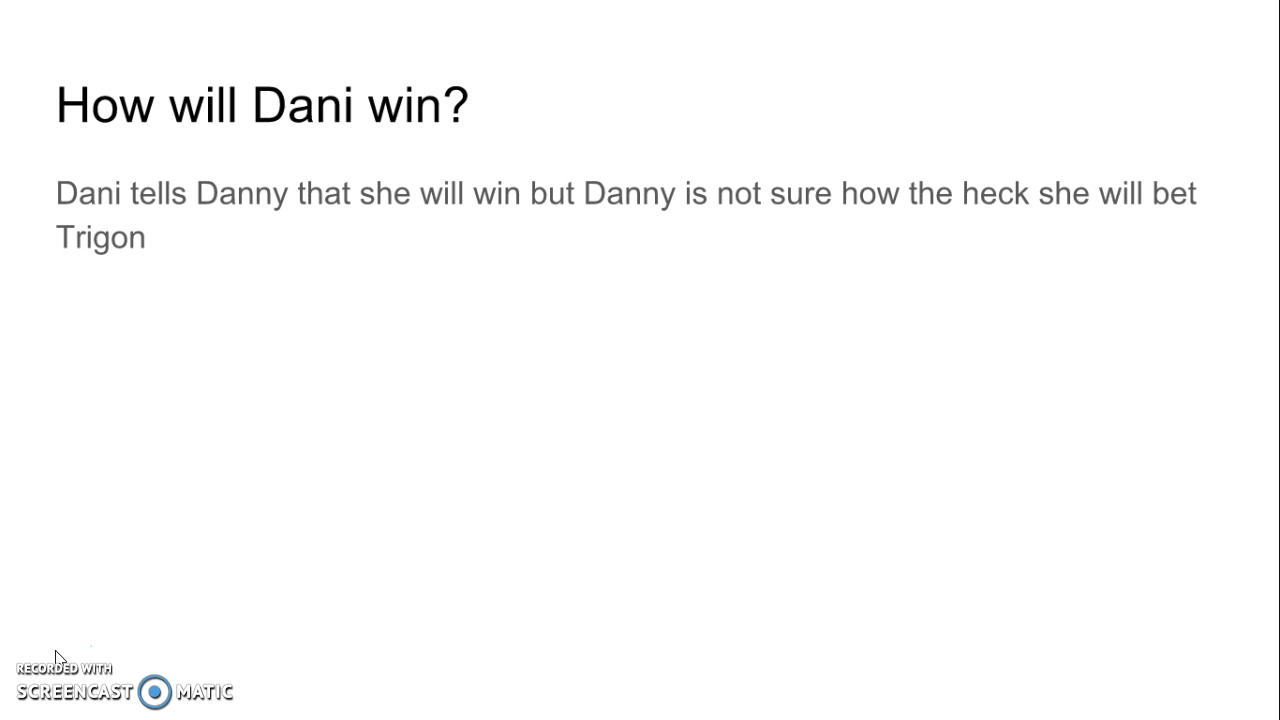 How will Dani win?
Dani tells Danny that she will win but Danny is not sure how the heck she will bet
Trigon
RECORDED WITH
SCREENCAST MATIC